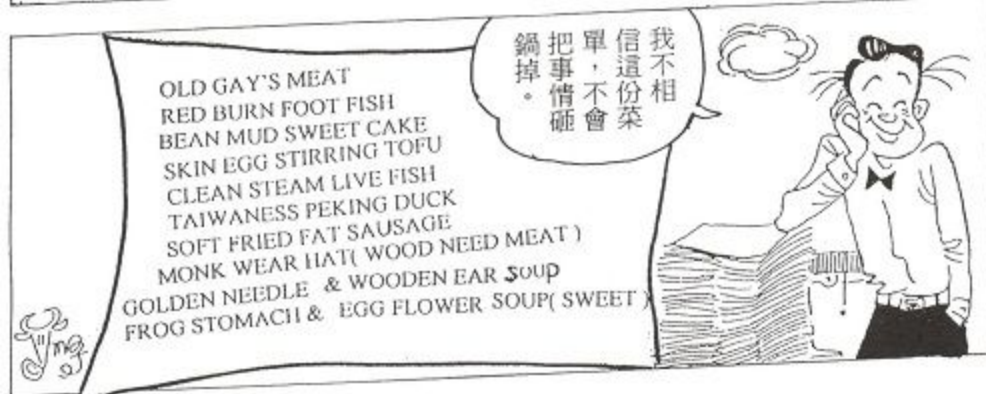 OLD GAY'S MEAT
RED BURN FOOT FISH
BEAN MUD SWEET CAKE
SKIN EGG STIRRING TOFU
CLEAN STEAM LIVE FISH
TAIWANESS PEKING DUCK
SOFT FRIED FAT SAUSAGE
MONK WEAR HAT( WOOD NEED MEAT )
GOLDEN NEEDLE & WOODEN EAR SOUP
FROG STOMACH & EGG FLOWER SOUP( SWEET )
我不相
信這份菜
單，不會
把事情砸
鍋掉。